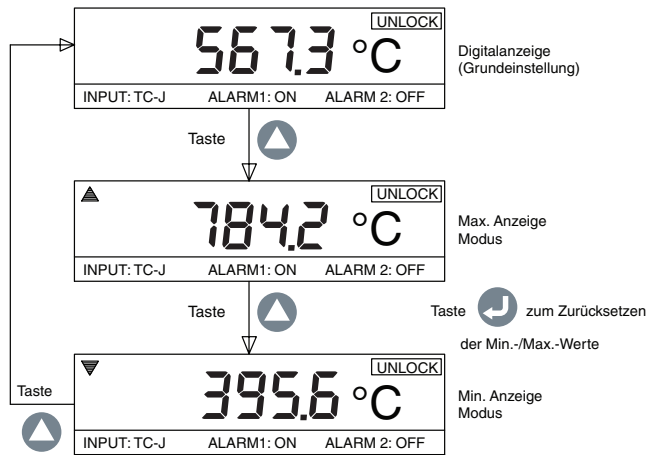 UNLOCK
567.3 °C
INPUT: TC-J ALARM1: ON ALARM 2: OFF
Digitalanzeige
(Grundeinstellung)
Taste
UNLOCK
784.2 °C
INPUT: TC-J ALARM1: ON ALARM 2: OFF
Max. Anzeige
Modus
Taste
Taste zum Zurücksetzen
der Min.-/Max.-Werte
UNLOCK
395.6 °C
INPUT: TC-J ALARM1: ON ALARM 2: OFF
Min. Anzeige
Modus
Taste